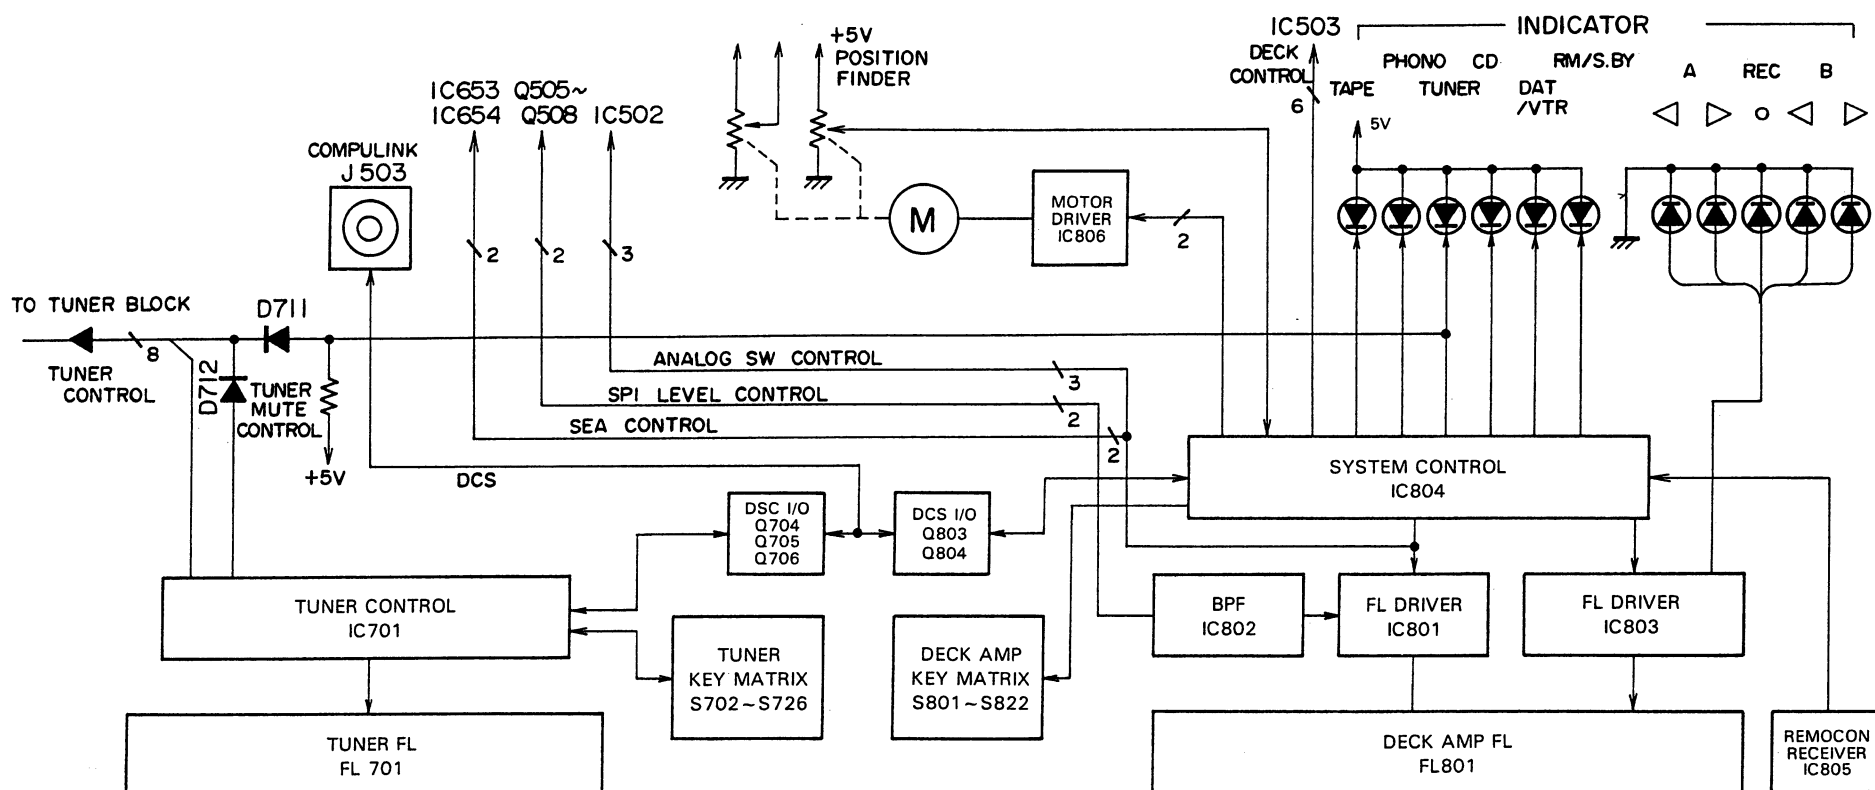 IC503
INDICATOR
+5V
POSITION
FINDER
DECK
CONTROL
6
PHONO CD RM/S.BY
TAPE TUNER DAT
/VTR
A REC B
5V
IC653 Q505~
IC654 Q508 IC502
COMPULINK
J503
2
2
3
M
MOTOR
DRIVER
IC806
2
TO TUNER BLOCK
D711
8
TUNER
CONTROL
D712
TUNER
MUTE
CONTROL
+5V
ANALOG SW CONTROL
3
SPI LEVEL CONTROL
2
SEA CONTROL
2
DCS
SYSTEM CONTROL
IC804
DSC I/O
Q704
Q705
Q706
DCS I/O
Q803
Q804
TUNER CONTROL
IC701
BPF
IC802
FL DRIVER
IC801
FL DRIVER
IC803
TUNER
KEY MATRIX
S702~S726
DECK AMP
KEY MATRIX
S801~S822
TUNER FL
FL 701
DECK AMP FL
FL801
REMOCON
RECEIVER
IC805